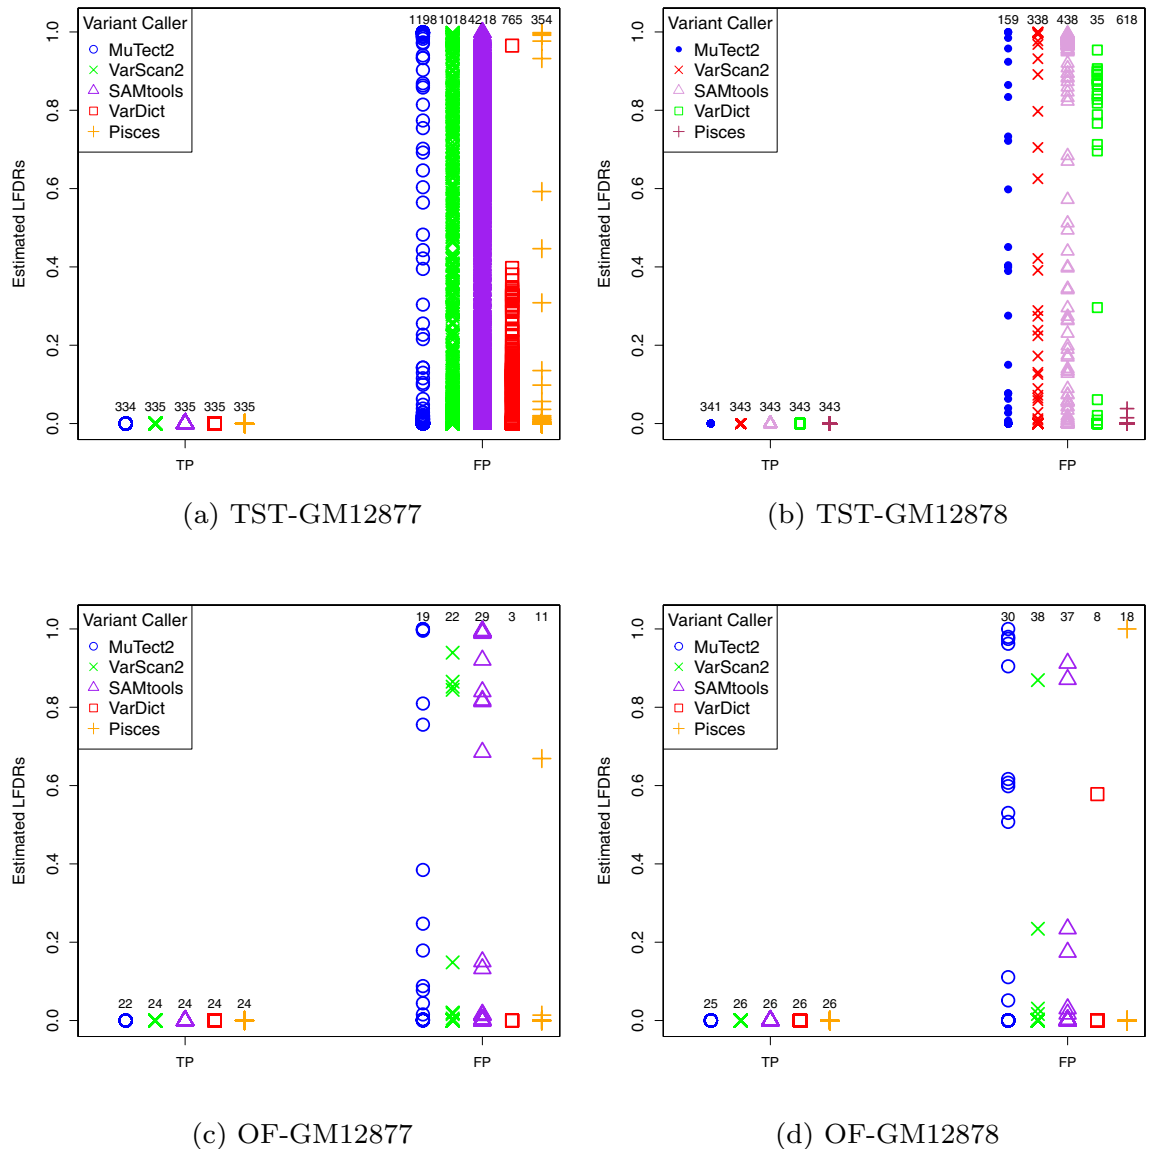 Variant Caller
MuTect2
VarScan2
SAMtools
VarDict
Pisces
1198 1018 4218 765 354
334 335 335 335 335
Estimated LFDRs
0.0 0.2 0.4 0.6 0.8 1.0
TP FP
(a) TST-GM12877
Variant Caller
MuTect2
VarScan2
SAMtools
VarDict
Pisces
159 338 438 35 618
341 343 343 343 343
Estimated LFDRs
0.0 0.2 0.4 0.6 0.8 1.0
TP FP
(b) TST-GM12878
Variant Caller
MuTect2
VarScan2
SAMtools
VarDict
Pisces
19 22 29 3 11
22 24 24 24 24
Estimated LFDRs
0.0 0.2 0.4 0.6 0.8 1.0
TP FP
(c) OF-GM12877
Variant Caller
MuTect2
VarScan2
SAMtools
VarDict
Pisces
30 38 37 8 18
25 26 26 26 26
Estimated LFDRs
0.0 0.2 0.4 0.6 0.8 1.0
TP FP
(d) OF-GM12878